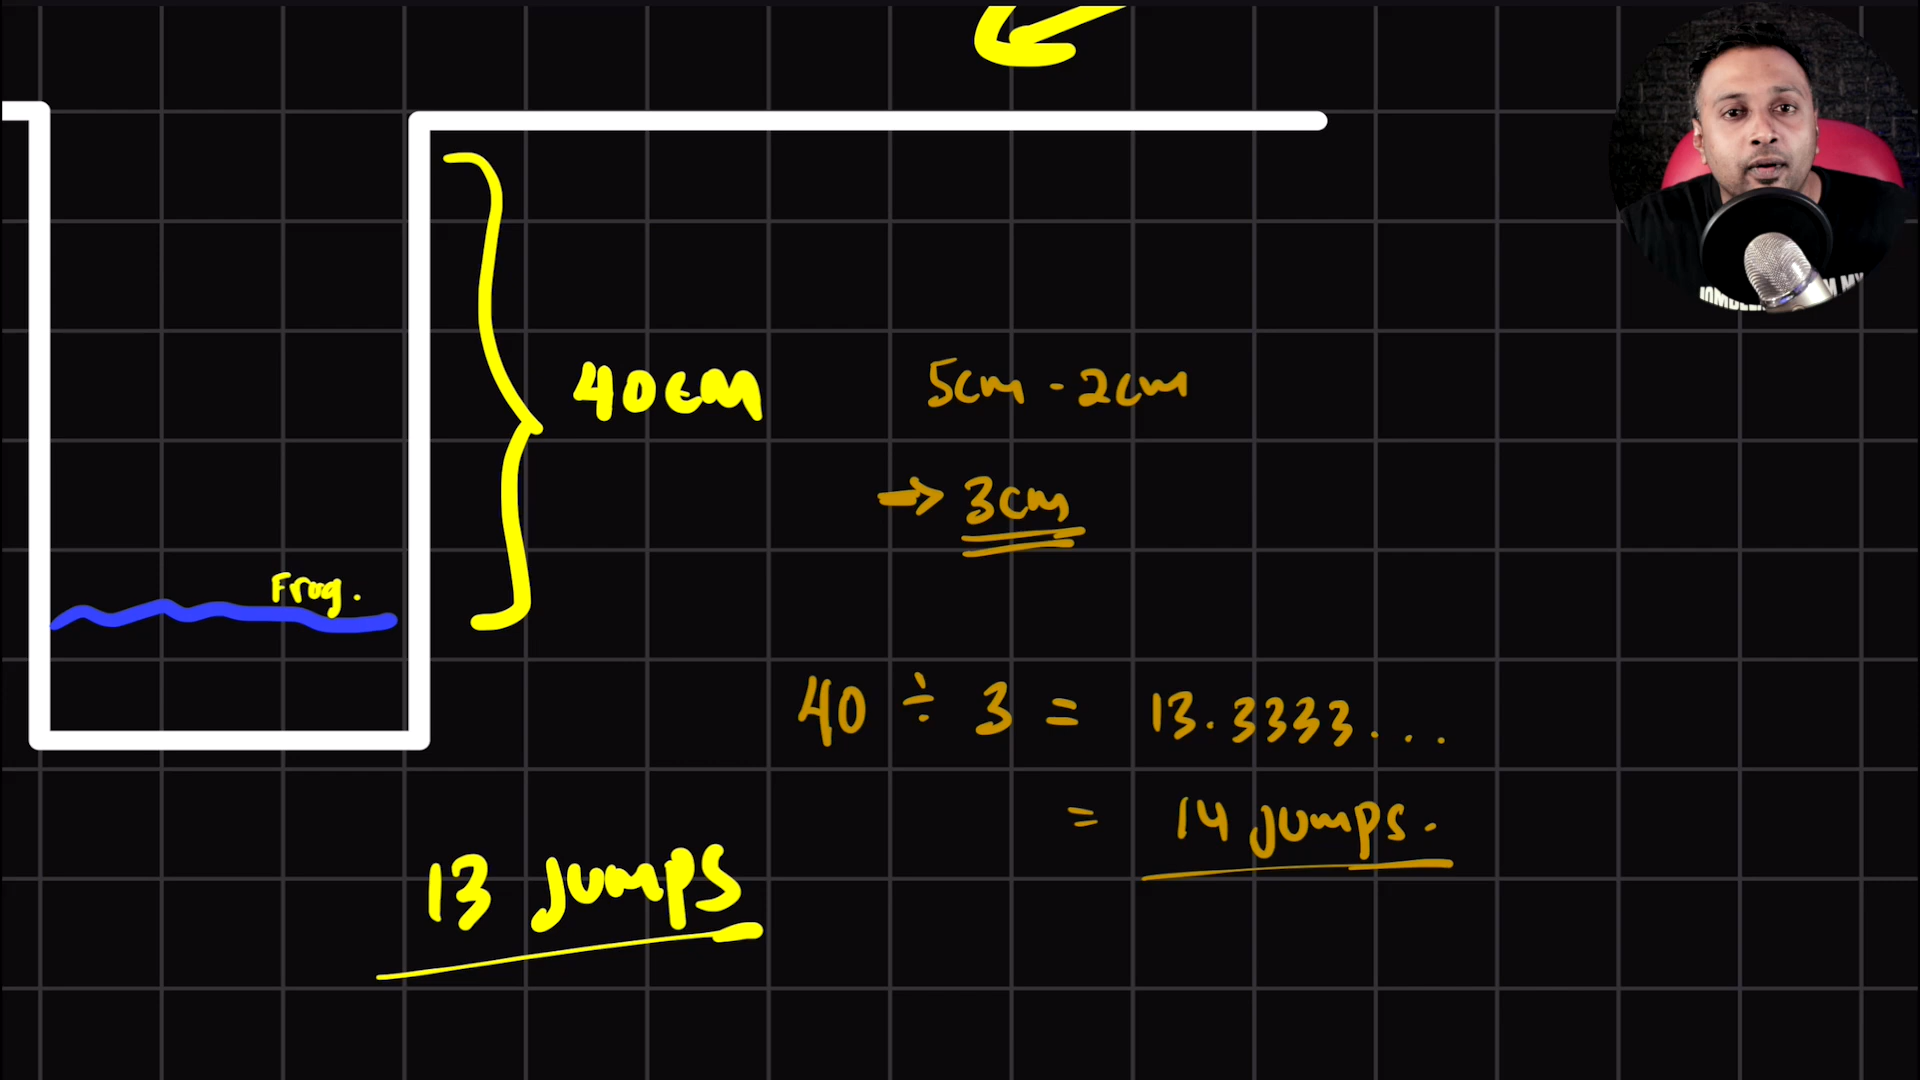 40cm
5cm - 2cm
→ 3cm
Frog.
40 ÷ 3 = 13.3333...
= 14 jumps.
13 jumps